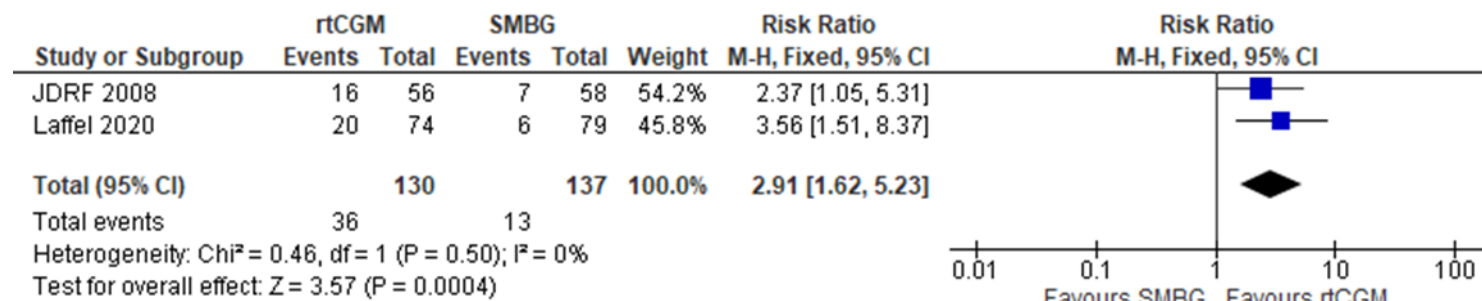 rtCGM SMBG Risk Ratio Risk Ratio
Study or Subgroup Events Total Events Total Weight M-H, Fixed, 95% CI M-H, Fixed, 95% CI
JDRF 2008 16 56 7 58 54.2% 2.37 [1.05, 5.31]
Laffel 2020 20 74 6 79 45.8% 3.56 [1.51, 8.37]
Total (95% CI) 130 137 100.0% 2.91 [1.62, 5.23]
Total events 36 13
Heterogeneity: Chi² = 0.46, df = 1 (P = 0.50); I² = 0%
Test for overall effect: Z = 3.57 (P = 0.0004)
0.01 0.1 1 10 100
Favours SMBG Favours rtCGM